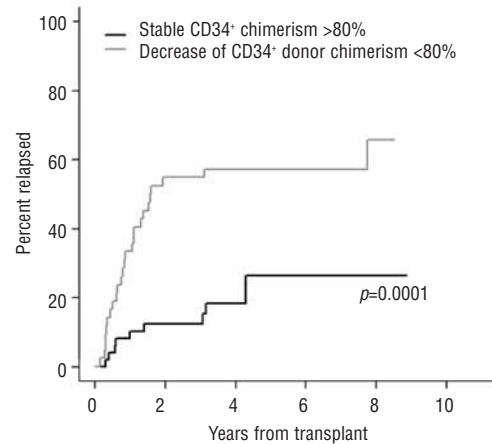 100
Stable CD34⁺ chimerism >80%
Decrease of CD34⁺ donor chimerism <80%
80
60
40
20
0
Percent relapsed
p=0.0001
0 2 4 6 8 10
Years from transplant